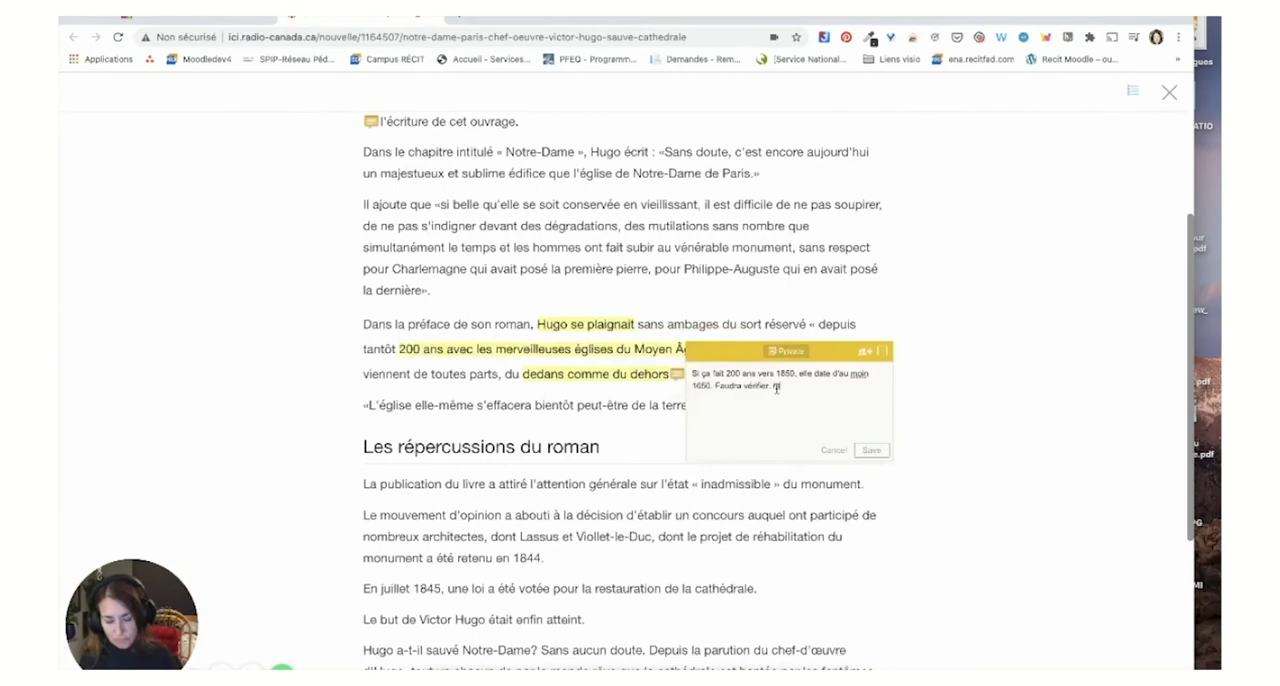 Non sécurisé | ici.radio-canada.ca/nouvelle/1164507/notre-dame-paris-chef-oeuvre-victor-hugo-sauve-cathedrale
Applications Moodledev4 SPIP-Réseau Péd... Campus RÉCIT Accueil - Services... PFEQ - Programm... Demandes - Rem... [Service National... Liens visio ena.recitfad.com Recit Moodle – ou... »
l'écriture de cet ouvrage.
Dans le chapitre intitulé « Notre-Dame », Hugo écrit : «Sans doute, c'est encore aujourd'hui
un majestueux et sublime édifice que l'église de Notre-Dame de Paris.»
Il ajoute que «si belle qu'elle se soit conservée en vieillissant, il est difficile de ne pas soupirer,
de ne pas s'indigner devant des dégradations, des mutilations sans nombre que
simultanément le temps et les hommes ont fait subir au vénérable monument, sans respect
pour Charlemagne qui avait posé la première pierre, pour Philippe-Auguste qui en avait posé
la dernière».
Dans la préface de son roman, Hugo se plaignait sans ambages du sort réservé « depuis
tantôt 200 ans avec les merveilleuses églises du Moyen Âg
viennent de toutes parts, du dedans comme du dehors
«L'église elle-même s'effacera bientôt peut-être de la terre
Private
Si ça fait 200 ans vers 1850, elle date d'au moin
1650. Faudra vérifier.
Cancel Save
Les répercussions du roman
La publication du livre a attiré l'attention générale sur l'état « inadmissible » du monument.
Le mouvement d'opinion a abouti à la décision d'établir un concours auquel ont participé de
nombreux architectes, dont Lassus et Viollet-le-Duc, dont le projet de réhabilitation du
monument a été retenu en 1844.
En juillet 1845, une loi a été votée pour la restauration de la cathédrale.
Le but de Victor Hugo était enfin atteint.
Hugo a-t-il sauvé Notre-Dame? Sans aucun doute. Depuis la parution du chef-d'œuvre